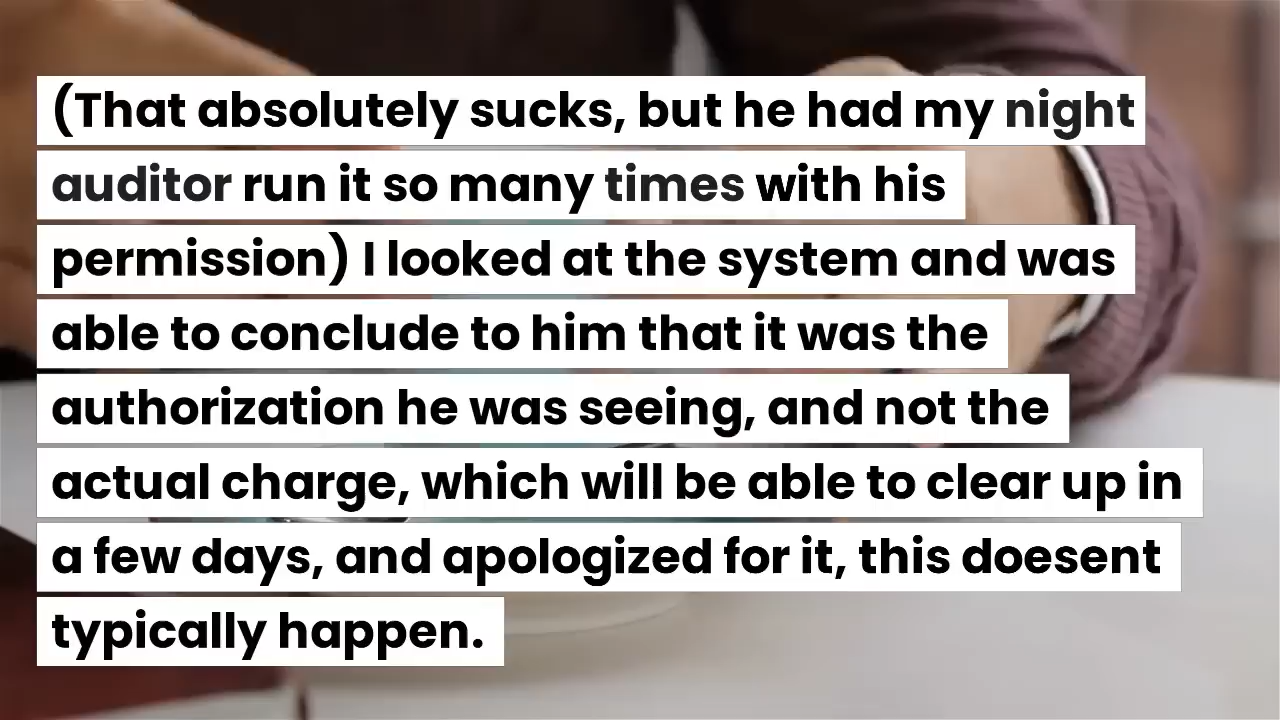 (That absolutely sucks, but he had my night
auditor run it so many times with his
permission) I looked at the system and was
able to conclude to him that it was the
authorization he was seeing, and not the
actual charge, which will be able to clear up in
a few days, and apologized for it, this doesent
typically happen.